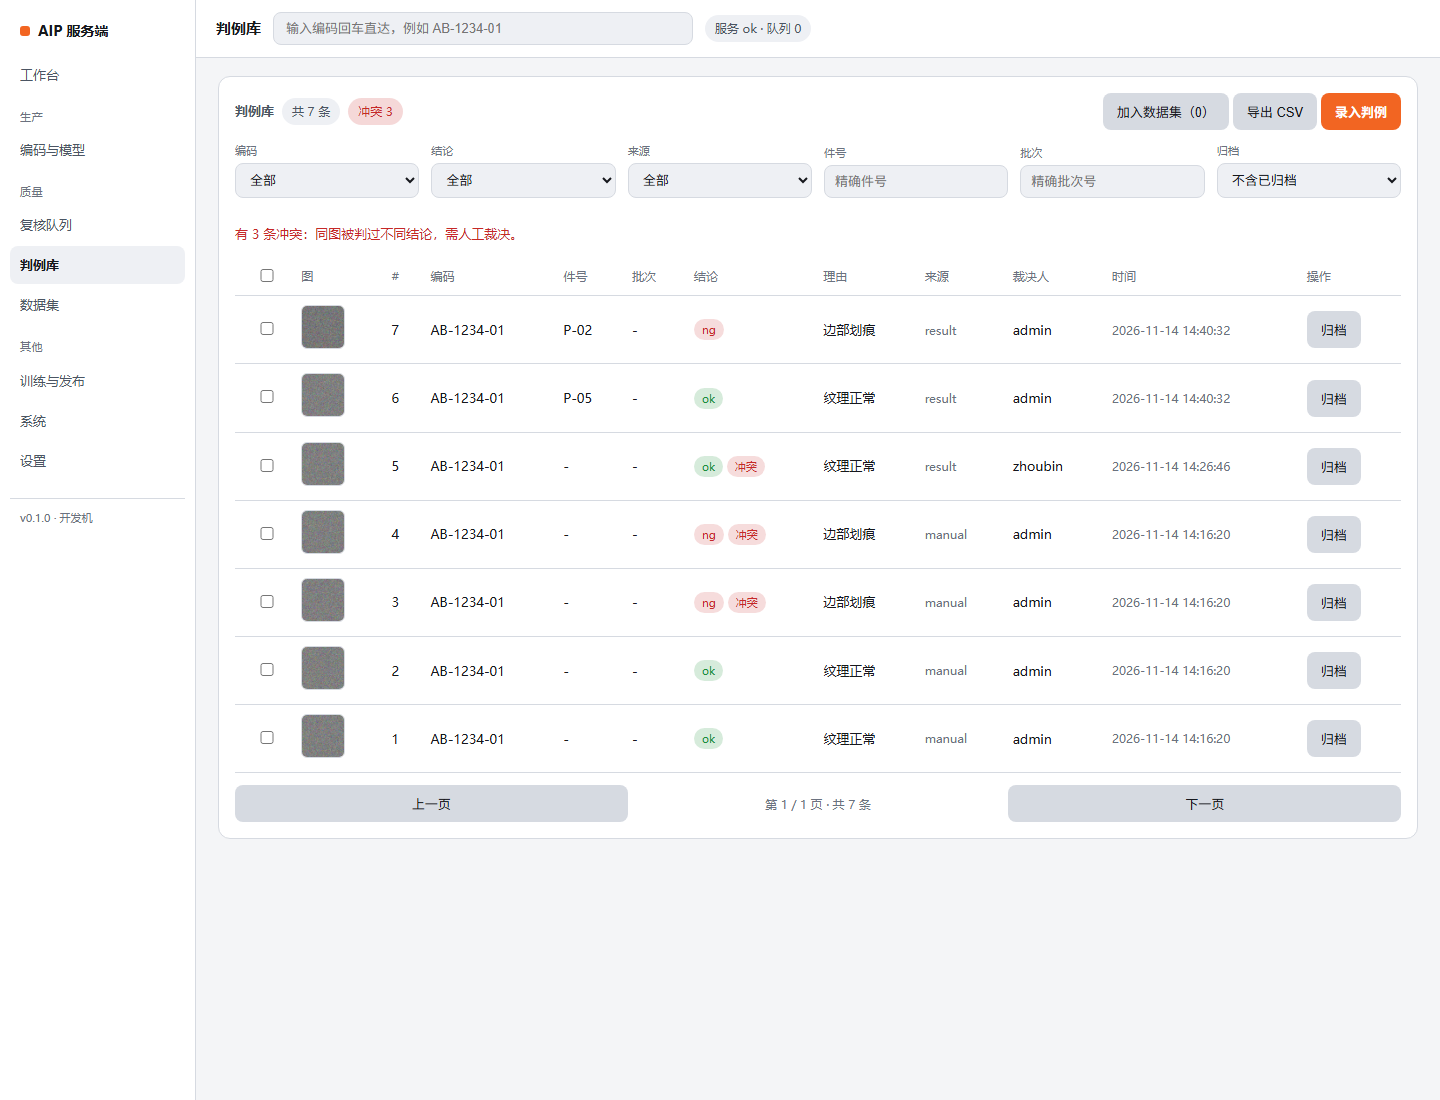 AIP 服务端
工作台
生产
编码与模型
质量
复核队列
判例库
数据集
其他
训练与发布
系统
设置
v0.1.0 · 开发机
判例库 输入编码回车直达，例如 AB-1234-01 服务 ok · 队列 0
判例库 共 7 条 冲突 3 加入数据集（0） 导出 CSV 录入判例
编码 结论 来源 件号 批次 归档
全部 全部 全部 精确件号 精确批次号 不含已归档
有 3 条冲突：同图被判过不同结论，需人工裁决。
图 # 编码 件号 批次 结论 理由 来源 裁决人 时间 操作
7 AB-1234-01 P-02 - ng 边部划痕 result admin 2026-11-14 14:40:32 归档
6 AB-1234-01 P-05 - ok 纹理正常 result admin 2026-11-14 14:40:32 归档
5 AB-1234-01 - - ok 冲突 纹理正常 result zhoubin 2026-11-14 14:26:46 归档
4 AB-1234-01 - - ng 冲突 边部划痕 manual admin 2026-11-14 14:16:20 归档
3 AB-1234-01 - - ng 冲突 边部划痕 manual admin 2026-11-14 14:16:20 归档
2 AB-1234-01 - - ok 纹理正常 manual admin 2026-11-14 14:16:20 归档
1 AB-1234-01 - - ok 纹理正常 manual admin 2026-11-14 14:16:20 归档
上一页 第 1 / 1 页 · 共 7 条 下一页